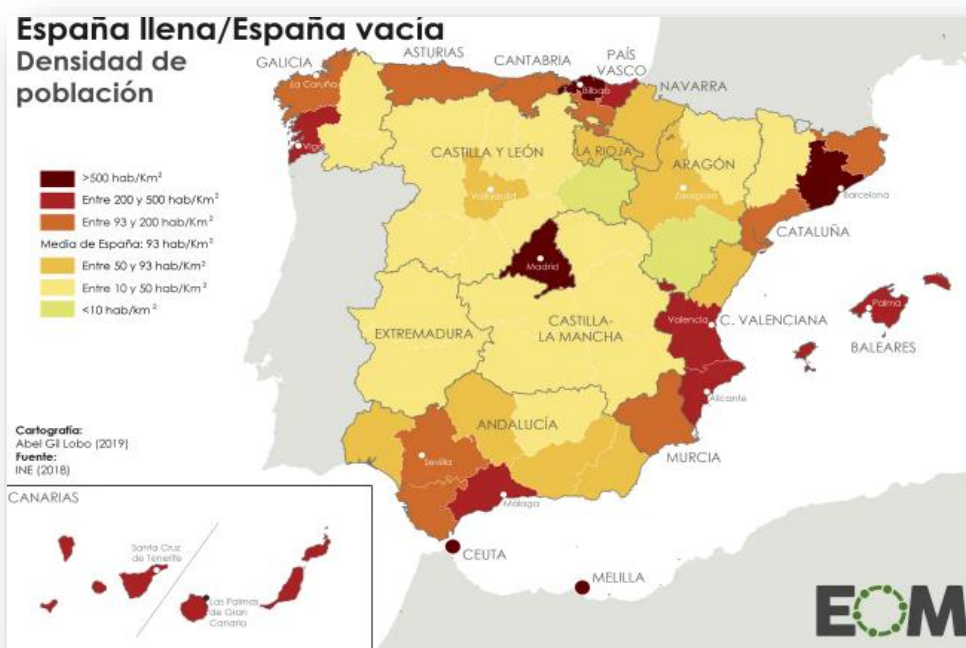 España llena/España vacía
Densidad de
población
>500 hab/Km²
Entre 200 y 500 hab/Km²
Entre 93 y 200 hab/Km²
Media de España: 93 hab/Km²
Entre 50 y 93 hab/Km²
Entre 10 y 50 hab/Km²
<10 hab/km²
GALICIA
ASTURIAS
CANTABRIA
PAÍS
VASCO
NAVARRA
La Coruña
Bilbao
Vigo
CASTILLA Y LEÓN
LA RIOJA
ARAGÓN
Valladolid
Zaragoza
Barcelona
CATALUÑA
Madrid
EXTREMADURA
CASTILLA-
LA MANCHA
Valencia
C. VALENCIANA
Palma
BALEARES
Alicante
ANDALUCÍA
MURCIA
Sevilla
Málaga
CEUTA
MELILLA
Cartografía:
Abel Gil Lobo (2019)
Fuente:
INE (2018)
CANARIAS
Santa Cruz
de Tenerife
Las Palmas
de Gran
Canaria
EOM